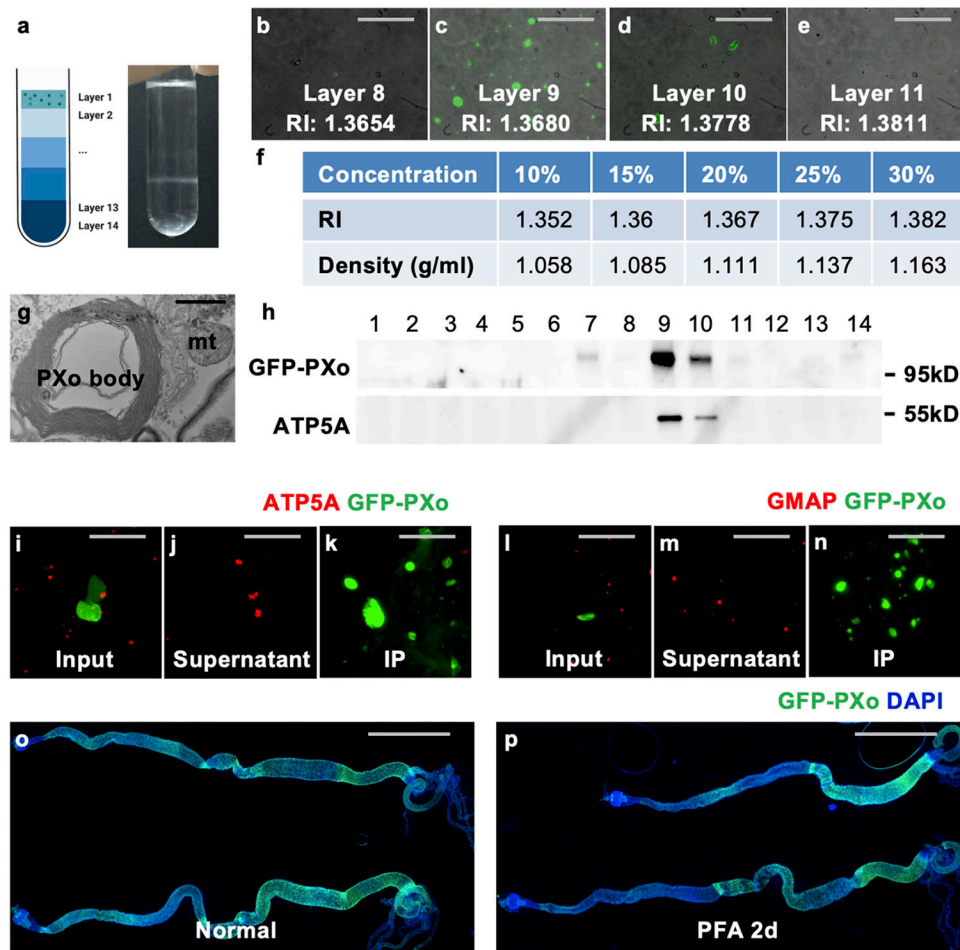 a
Layer 1
Layer 2
...
Layer 13
Layer 14
b
Layer 8
RI: 1.3654
c
Layer 9
RI: 1.3680
d
Layer 10
RI: 1.3778
e
Layer 11
RI: 1.3811
f
Concentration 10% 15% 20% 25% 30%
RI 1.352 1.36 1.367 1.375 1.382
Density (g/ml) 1.058 1.085 1.111 1.137 1.163
g
PXo body
mt
h
1 2 3 4 5 6 7 8 9 10 11 12 13 14
GFP-PXo
- 95kD
ATP5A
- 55kD
ATP5A GFP-PXo
i
Input
j
Supernatant
k
IP
GMAP GFP-PXo
l
Input
m
Supernatant
n
IP
GFP-PXo DAPI
o
Normal
p
PFA 2d